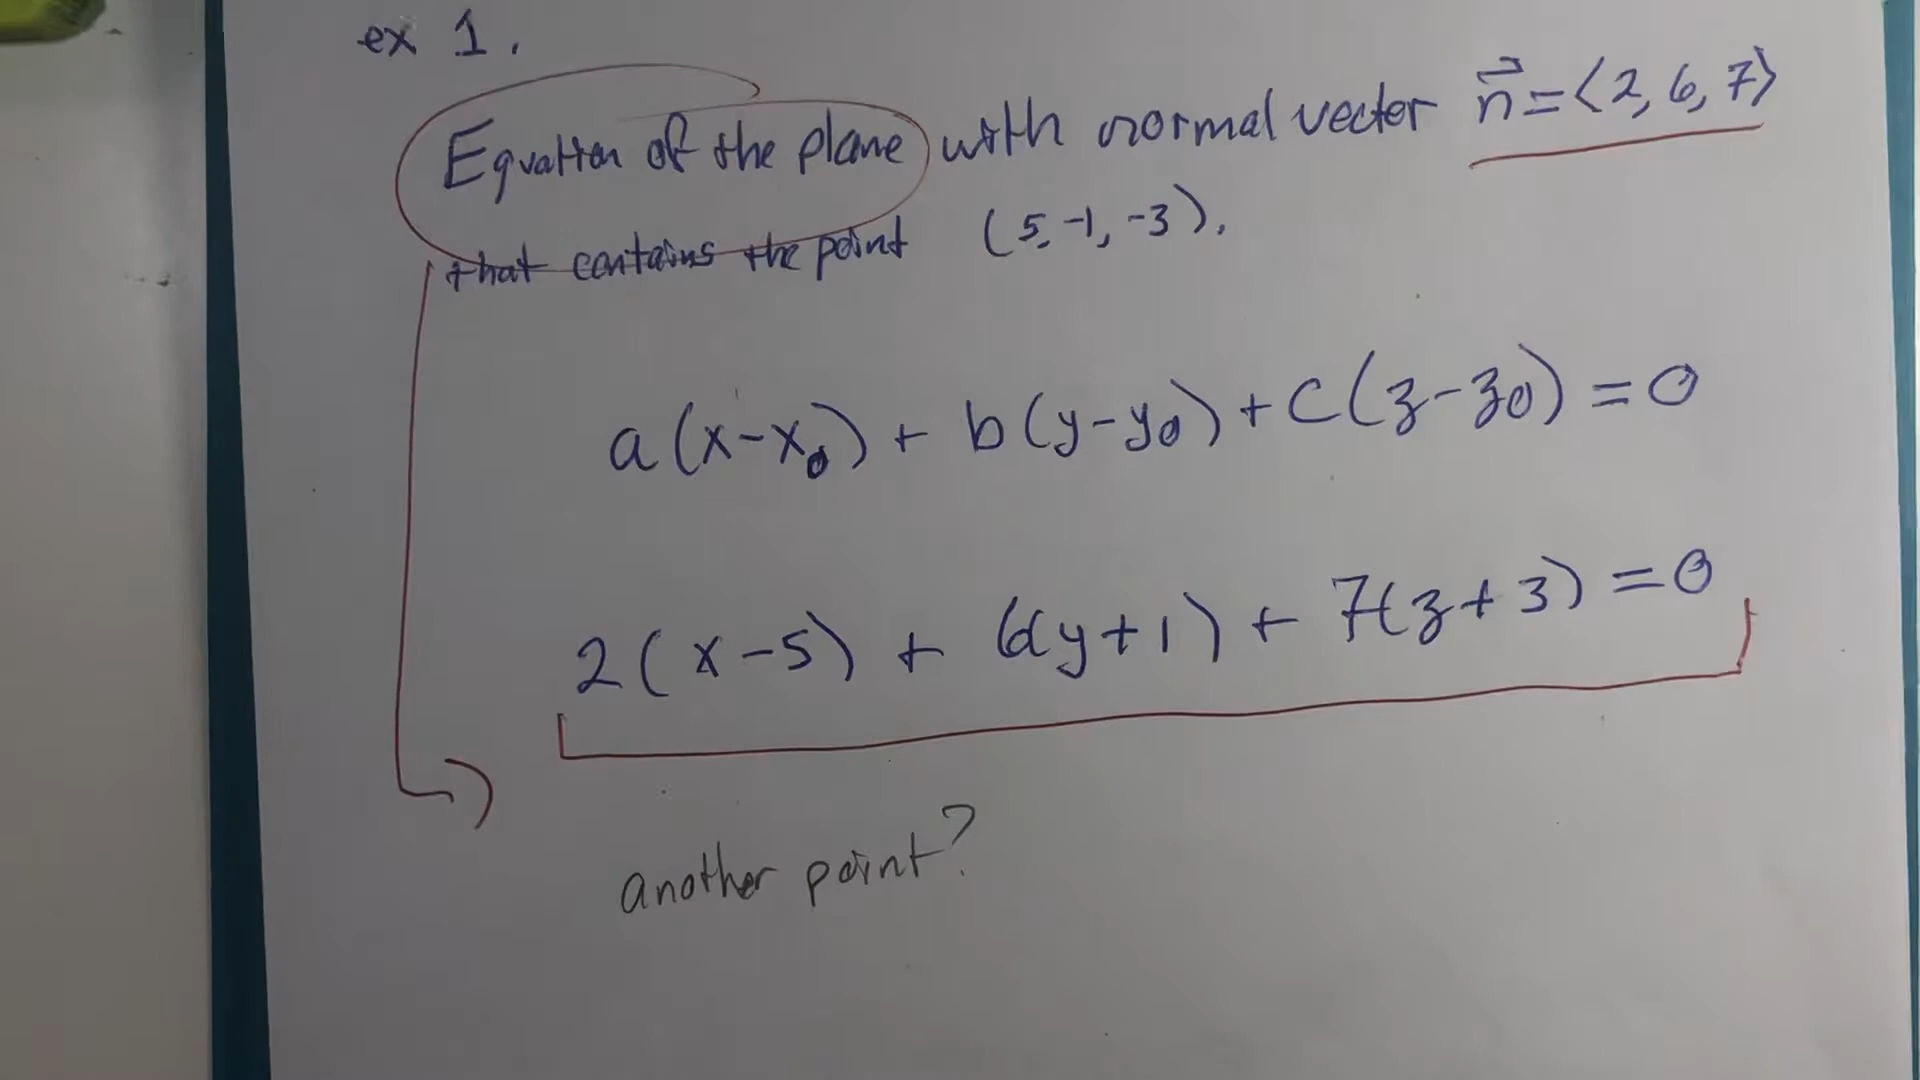 ex 1.
Equation of the plane with normal vector n⃗ = ⟨2, 6, 7⟩
that contains the point (5, -1, -3).
a(x-x₀) + b(y-y₀) + c(z-z₀) = 0
2(x-5) + 6(y+1) + 7(z+3) = 0
another point?